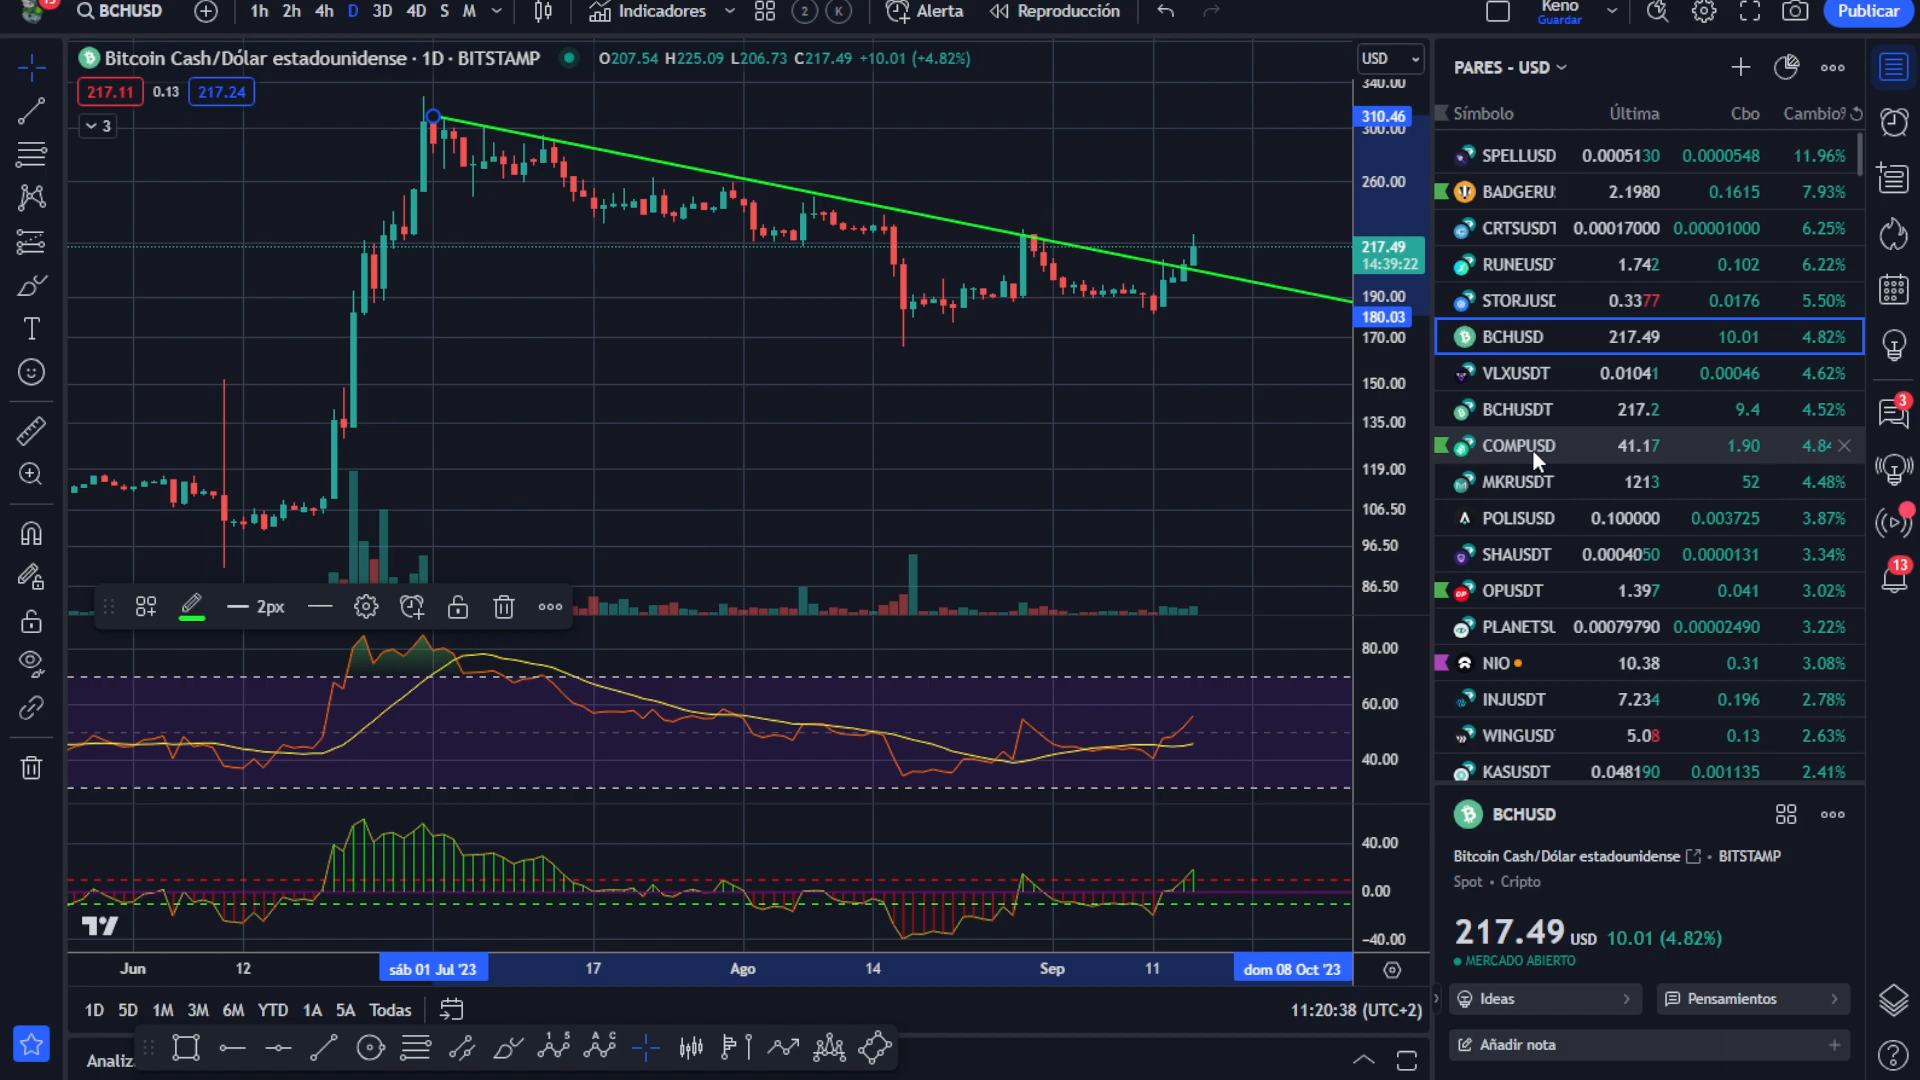 BCHUSD 1h 2h 4h D 3D 4D S M Indicadores 2 K Alerta Reproducción Keno Publicar
Guardar
Bitcoin Cash/Dólar estadounidense · 1D · BITSTAMP O207.54 H225.09 L206.73 C217.49 +10.01 (+4.82%)
217.11 0.13 217.24
3
USD
340.00
310.46
300.00
260.00
217.49
14:39:22
190.00
180.03
170.00
150.00
135.00
119.00
106.50
96.50
86.50
2px
80.00
60.00
40.00
40.00
0.00
−40.00
Jun 12 sáb 01 Jul '23 17 Ago 14 Sep 11 dom 08 Oct '23
1D 5D 1M 3M 6M YTD 1A 5A Todas 11:20:38 (UTC+2)
Analiz
PARES - USD
Símbolo Última Cbo Cambio%
SPELLUSD 0.0005130 0.0000548 11.96%
BADGERU 2.1980 0.1615 7.93%
CRTSUSDT 0.00017000 0.00001000 6.25%
RUNEUSD 1.742 0.102 6.22%
STORJUSD 0.3377 0.0176 5.50%
BCHUSD 217.49 10.01 4.82%
VLXUSDT 0.01041 0.00046 4.62%
BCHUSDT 217.2 9.4 4.52%
COMPUSD 41.17 1.90 4.84
MKRUSDT 1213 52 4.48%
POLISUSD 0.100000 0.003725 3.87%
SHAUSDT 0.0004050 0.0000131 3.34%
OPUSDT 1.397 0.041 3.02%
PLANETSU 0.00079790 0.00002490 3.22%
NIO 10.38 0.31 3.08%
INJUSDT 7.234 0.196 2.78%
WINGUSD 5.08 0.13 2.63%
KASUSDT 0.048190 0.001135 2.41%
BCHUSD
Bitcoin Cash/Dólar estadounidense · BITSTAMP
Spot • Cripto
217.49 USD 10.01 (4.82%)
MERCADO ABIERTO
Ideas Pensamientos
Añadir nota
3
13